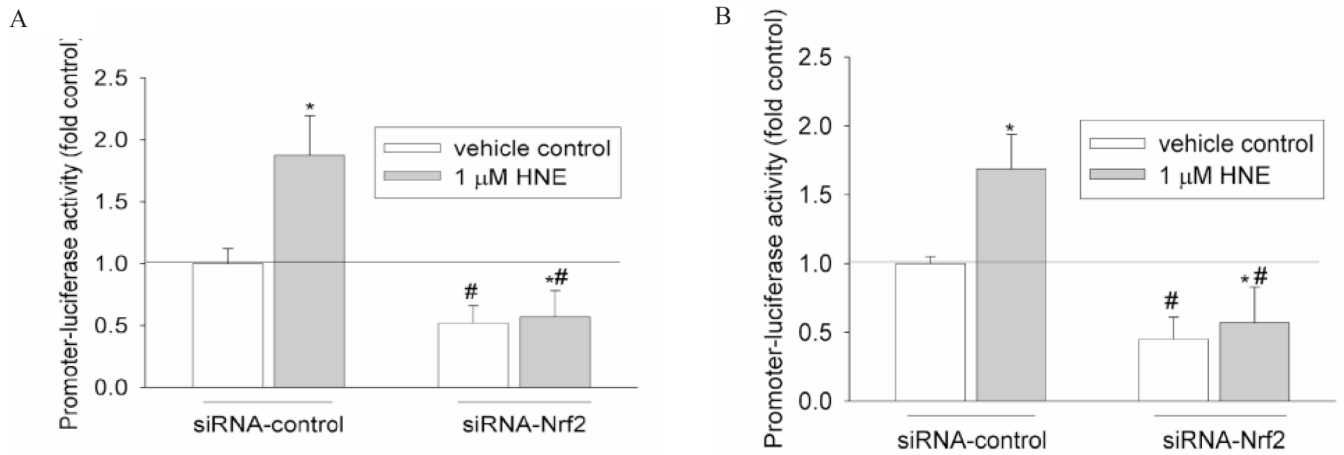 A
Promoter-luciferase activity (fold control)
2.5
2.0
1.5
1.0
0.5
0.0
*
#
*#
vehicle control
1 μM HNE
siRNA-control
siRNA-Nrf2
B
Promoter-luciferase activity (fold control)
2.5
2.0
1.5
1.0
0.5
0.0
*
#
*#
vehicle control
1 μM HNE
siRNA-control
siRNA-Nrf2